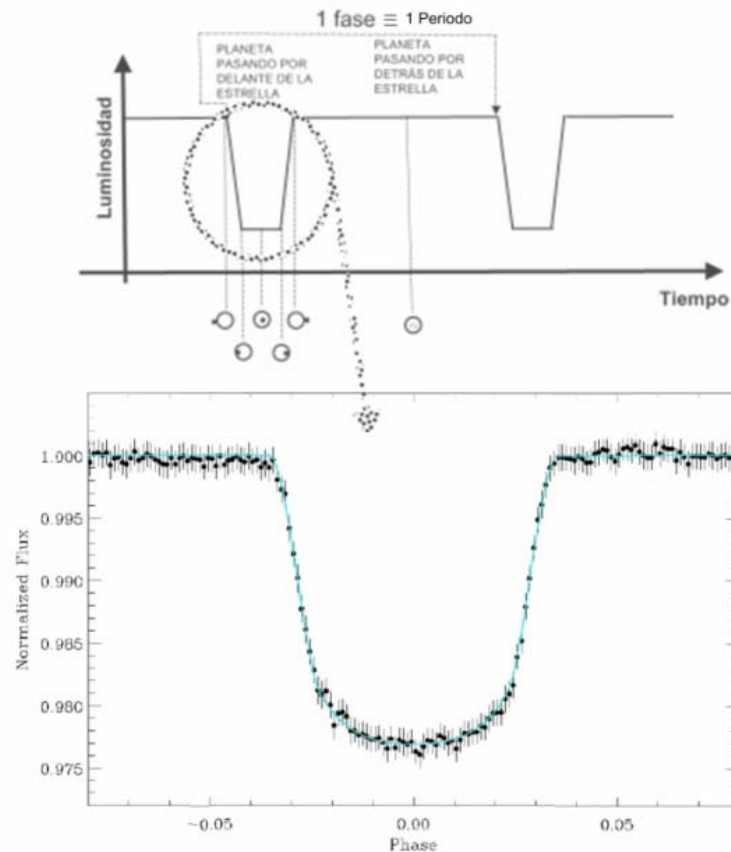 1 fase ≡ 1 Periodo
PLANETA
PASANDO POR
DELANTE DE LA
ESTRELLA
PLANETA
PASANDO POR
DETRÁS DE LA
ESTRELLA
Luminosidad
Tiempo
1.000
0.995
0.990
0.985
0.980
0.975
Normalized Flux
−0.05
0.00
0.05
Phase